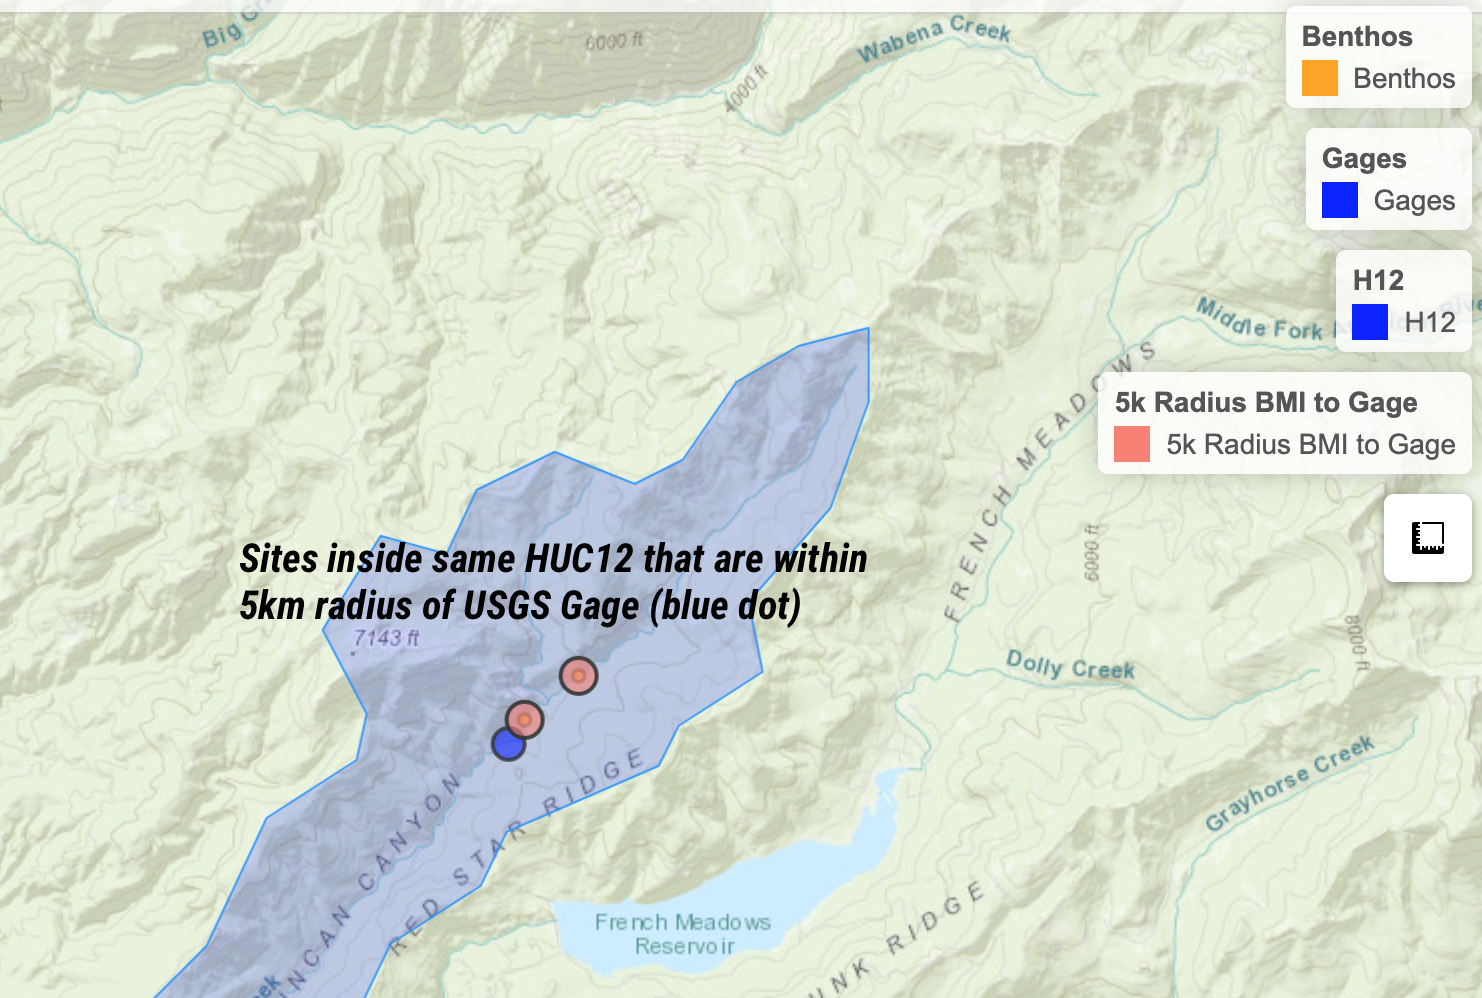 Big Gr
6000 ft
Wabena Creek
4000 ft
Benthos
Benthos
Gages
Gages
H12
H12
Middle Fork
5k Radius BMI to Gage
5k Radius BMI to Gage
FRENCH MEADOWS
6000 ft
8000 ft
Sites inside same HUC12 that are within
5km radius of USGS Gage (blue dot)
7143 ft
Dolly Creek
Grayhorse Creek
NCAN CANYON
RED STAR RIDGE
French Meadows
Reservoir
UNK RIDGE
eek